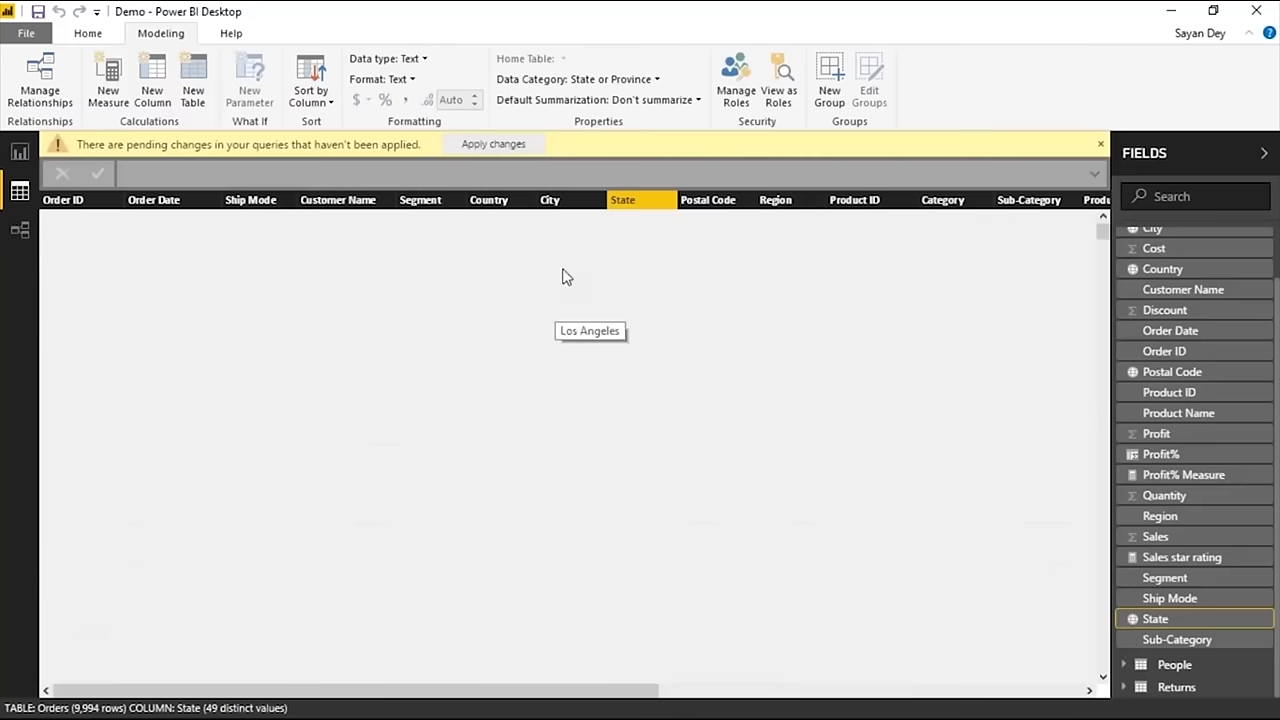 Demo - Power BI Desktop
File Home Modeling Help Sayan Dey
Manage Relationships
New Measure
New Column
New Table
New Parameter
Sort by Column
Data type: Text
Format: Text
$ % , Auto
Home Table:
Data Category: State or Province
Default Summarization: Don't summarize
Manage Roles
View as Roles
New Group
Edit Groups
Relationships Calculations What If Sort Formatting Properties Security Groups
There are pending changes in your queries that haven't been applied. Apply changes
Order ID Order Date Ship Mode Customer Name Segment Country City State Postal Code Region Product ID Category Sub-Category Produ
Los Angeles
FIELDS
Search
City
Cost
Country
Customer Name
Discount
Order Date
Order ID
Postal Code
Product ID
Product Name
Profit
Profit%
Profit% Measure
Quantity
Region
Sales
Sales star rating
Segment
Ship Mode
State
Sub-Category
People
Returns
TABLE: Orders (9,994 rows) COLUMN: State (49 distinct values)